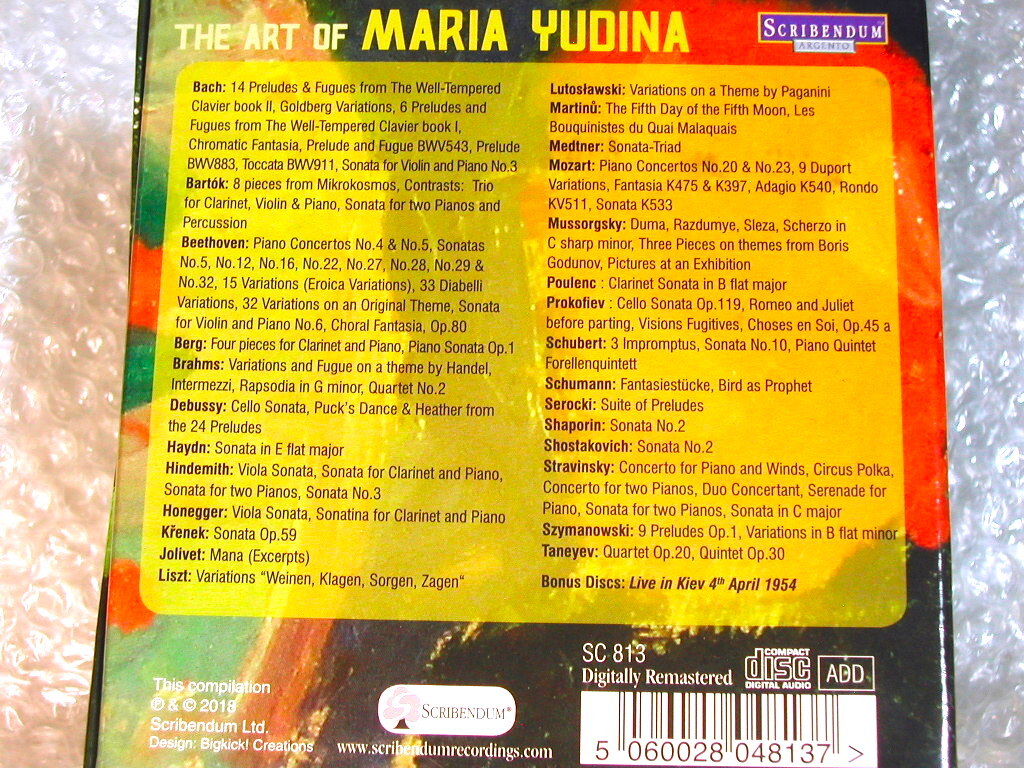 THE ART OF MARIA YUDINA
SCRIBENDUM
ARGENTO
Bach: 14 Preludes & Fugues from The Well-Tempered
Clavier book II, Goldberg Variations, 6 Preludes and
Fugues from The Well-Tempered Clavier book I,
Chromatic Fantasia, Prelude and Fugue BWV543, Prelude
BWV883, Toccata BWV911, Sonata for Violin and Piano No.3
Bartók: 8 pieces from Mikrokosmos, Contrasts: Trio
for Clarinet, Violin & Piano, Sonata for two Pianos and
Percussion
Beethoven: Piano Concertos No.4 & No.5, Sonatas
No.5, No.12, No.16, No.22, No.27, No.28, No.29 &
No.32, 15 Variations (Eroica Variations), 33 Diabelli
Variations, 32 Variations on an Original Theme, Sonata
for Violin and Piano No.6, Choral Fantasia, Op.80
Berg: Four pieces for Clarinet and Piano, Piano Sonata Op.1
Brahms: Variations and Fugue on a theme by Handel,
Intermezzi, Rapsodia in G minor, Quartet No.2
Debussy: Cello Sonata, Puck's Dance & Heather from
the 24 Preludes
Haydn: Sonata in E flat major
Hindemith: Viola Sonata, Sonata for Clarinet and Piano,
Sonata for two Pianos, Sonata No.3
Honegger: Viola Sonata, Sonatina for Clarinet and Piano
Křenek: Sonata Op.59
Jolivet: Mana (Excerpts)
Liszt: Variations "Weinen, Klagen, Sorgen, Zagen"
Lutosławski: Variations on a Theme by Paganini
Martinů: The Fifth Day of the Fifth Moon, Les
Bouquinistes du Quai Malaquais
Medtner: Sonata-Triad
Mozart: Piano Concertos No.20 & No.23, 9 Duport
Variations, Fantasia K475 & K397, Adagio K540, Rondo
KV511, Sonata K533
Mussorgsky: Duma, Razdumye, Sleza, Scherzo in
C sharp minor, Three Pieces on themes from Boris
Godunov, Pictures at an Exhibition
Poulenc : Clarinet Sonata in B flat major
Prokofiev : Cello Sonata Op.119, Romeo and Juliet
before parting, Visions Fugitives, Choses en Soi, Op.45 a
Schubert: 3 Impromptus, Sonata No.10, Piano Quintet
Forellenquintett
Schumann: Fantasiestücke, Bird as Prophet
Serocki: Suite of Preludes
Shaporin: Sonata No.2
Shostakovich: Sonata No.2
Stravinsky: Concerto for Piano and Winds, Circus Polka,
Concerto for two Pianos, Duo Concertant, Serenade for
Piano, Sonata for two Pianos, Sonata in C major
Szymanowski: 9 Preludes Op.1, Variations in B flat minor
Taneyev: Quartet Op.20, Quintet Op.30
Bonus Discs: Live in Kiev 4th April 1954
This compilation
℗ & © 2018
Scribendum Ltd.
Design: Bigkick! Creations
SCRIBENDUM®
www.scribendumrecordings.com
SC 813
Digitally Remastered
COMPACT
disc
DIGITAL AUDIO
ADD
5 060028 048137 >